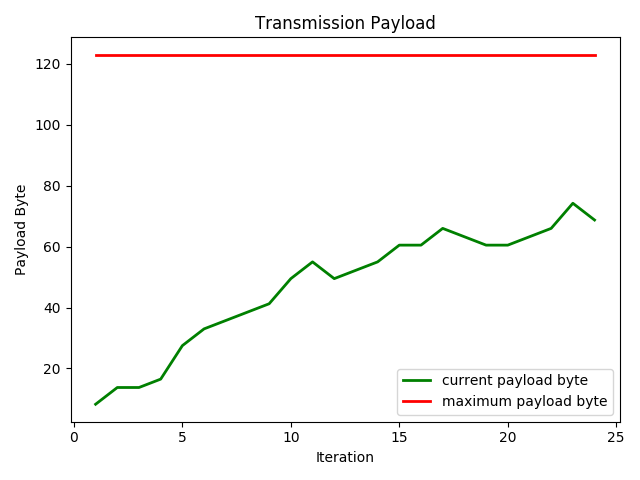 Transmission Payload
120
100
80
60
40
20
Payload Byte
0
5
10
15
20
25
Iteration
current payload byte
maximum payload byte